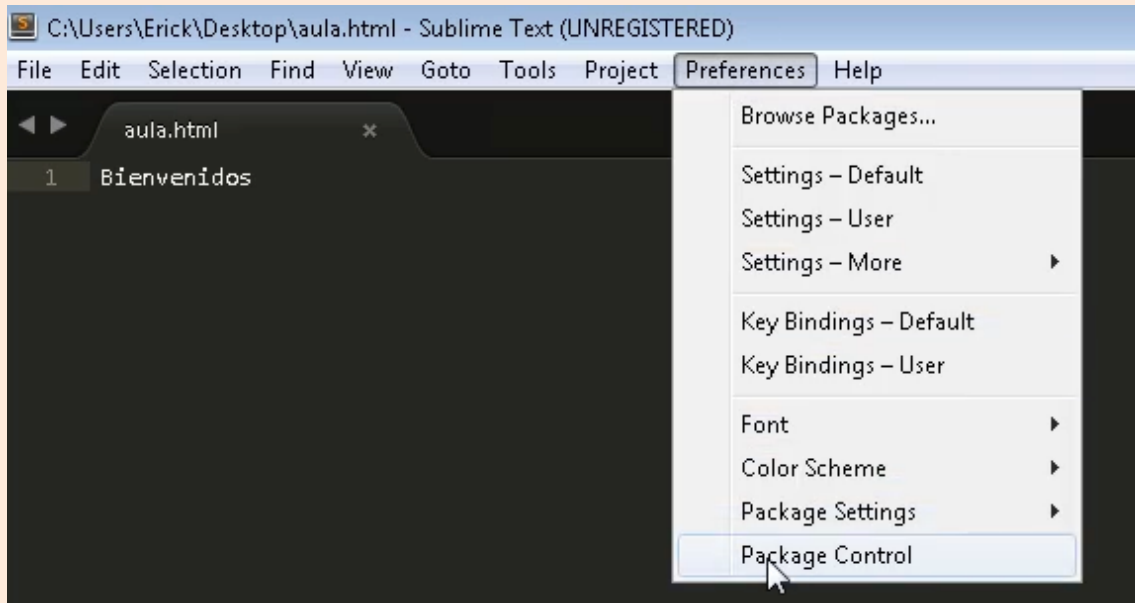 C:\Users\Erick\Desktop\aula.html - Sublime Text (UNREGISTERED)
File Edit Selection Find View Goto Tools Project Preferences Help
aula.html
1 Bienvenidos
Browse Packages...
Settings – Default
Settings – User
Settings – More
Key Bindings – Default
Key Bindings – User
Font
Color Scheme
Package Settings
Package Control